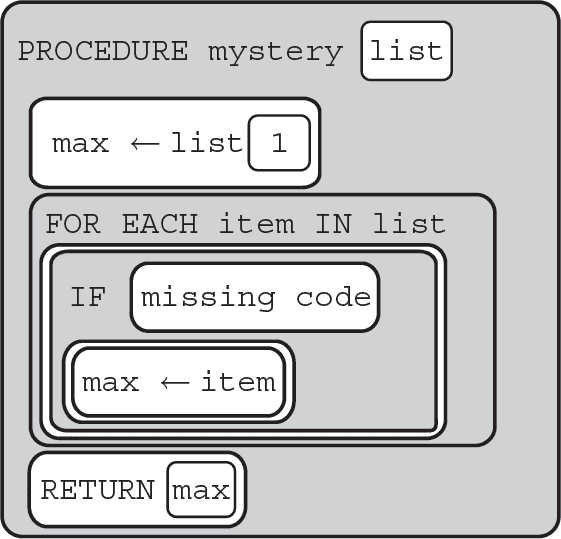 PROCEDURE mystery list
max ← list 1
FOR EACH item IN list
IF missing code
max ← item
RETURN max